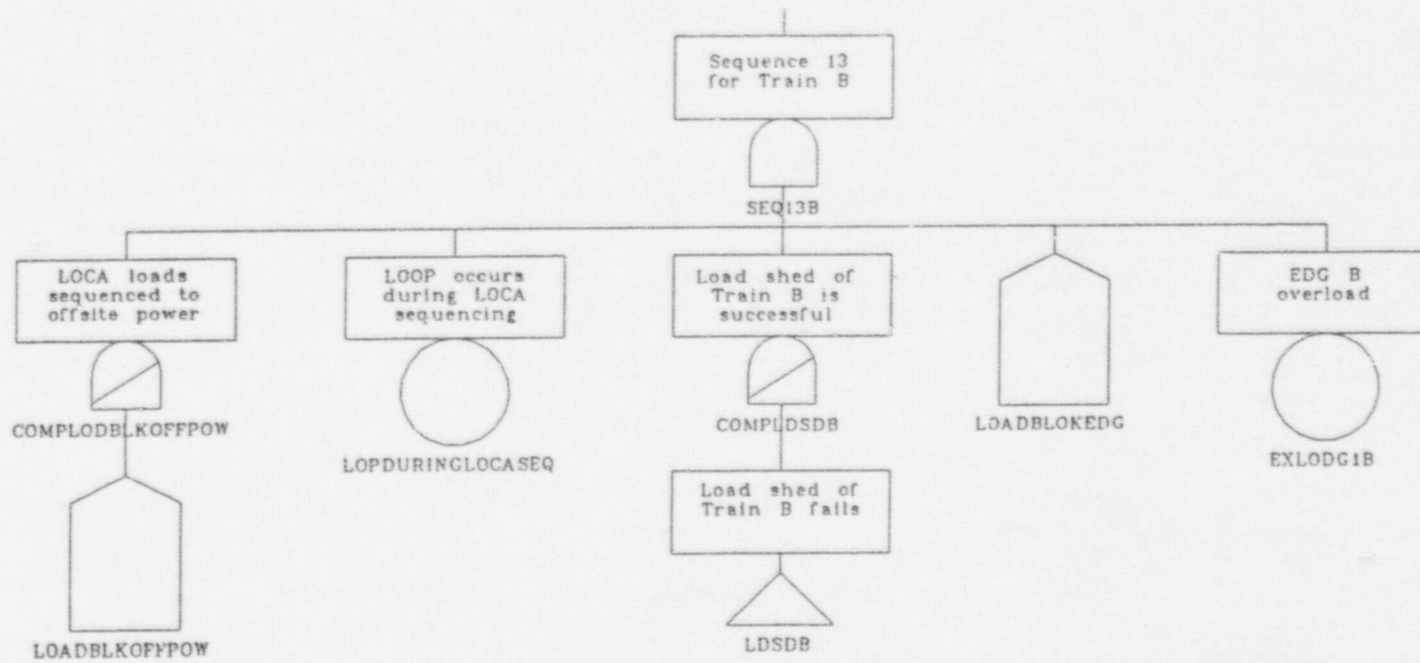 Sequence 13
for Train B
SEQ13B
LOCA loads
sequenced to
offsite power
COMPLODBLKOFFPOW
LOADBLKOFFPOW
LOOP occurs
during LOCA
sequencing
LOPDURINGLOCASEQ
Load shed of
Train B is
successful
COMPLDSDB
Load shed of
Train B fails
LDSDB
LOADBLOKEDG
EDG B
overload
EXLODG1B